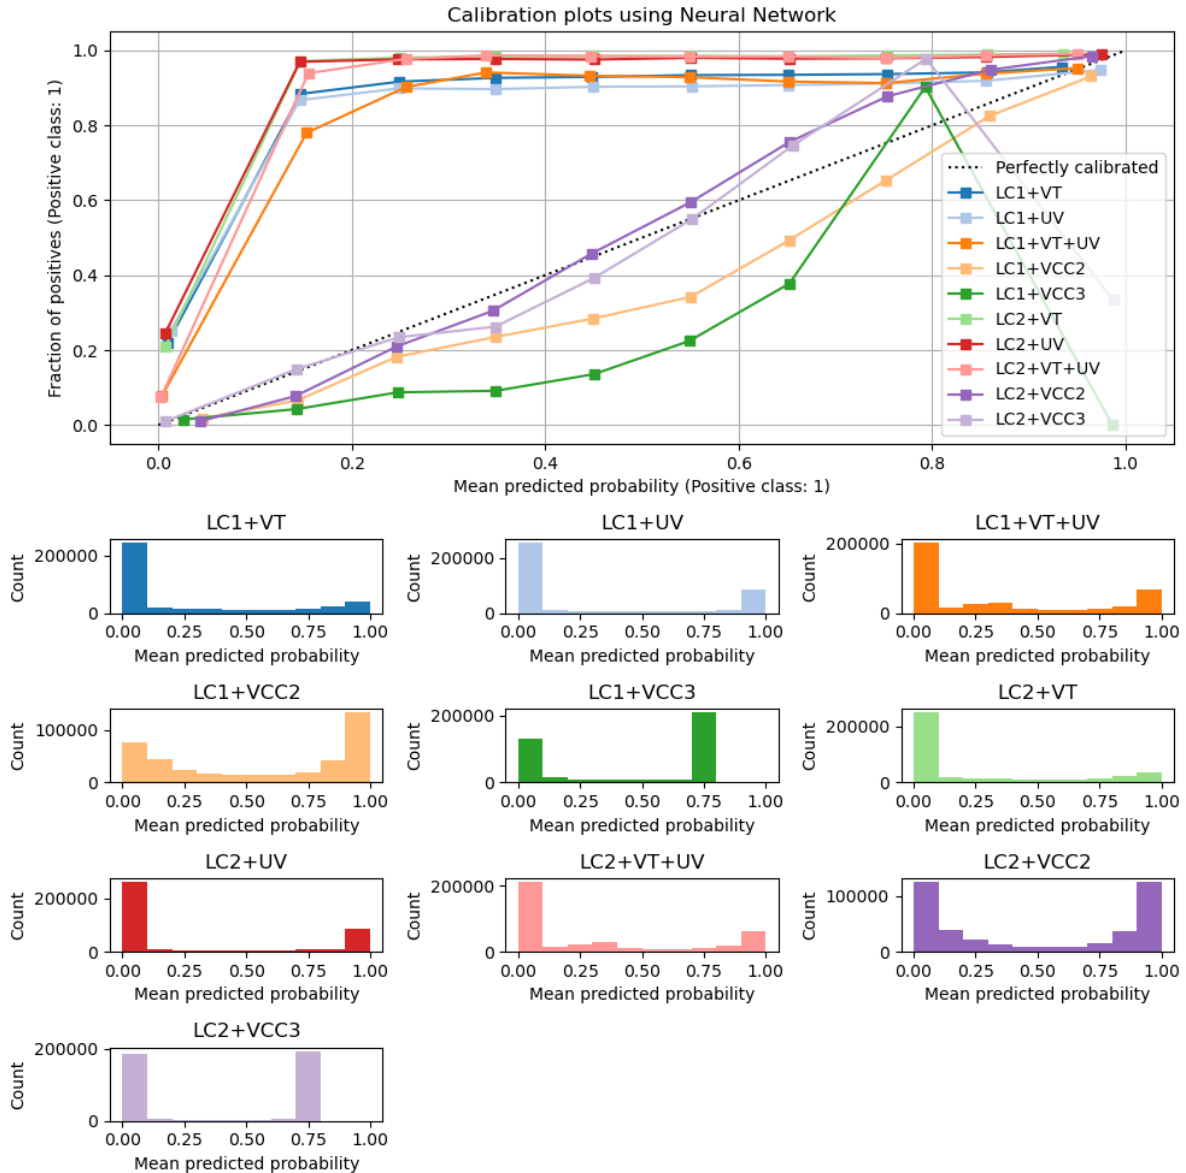 Calibration plots using Neural Network
1.0
0.8
0.6
0.4
0.2
0.0
Fraction of positives (Positive class: 1)
0.0 0.2 0.4 0.6 0.8 1.0
Mean predicted probability (Positive class: 1)
Perfectly calibrated
LC1+VT
LC1+UV
LC1+VT+UV
LC1+VCC2
LC1+VCC3
LC2+VT
LC2+UV
LC2+VT+UV
LC2+VCC2
LC2+VCC3
LC1+VT
Count
200000
0
0.00 0.25 0.50 0.75 1.00
Mean predicted probability
LC1+UV
Count
200000
0
0.00 0.25 0.50 0.75 1.00
Mean predicted probability
LC1+VT+UV
Count
200000
0
0.00 0.25 0.50 0.75 1.00
Mean predicted probability
LC1+VCC2
Count
100000
0
0.00 0.25 0.50 0.75 1.00
Mean predicted probability
LC1+VCC3
Count
200000
0
0.00 0.25 0.50 0.75 1.00
Mean predicted probability
LC2+VT
Count
200000
0
0.00 0.25 0.50 0.75 1.00
Mean predicted probability
LC2+UV
Count
200000
0
0.00 0.25 0.50 0.75 1.00
Mean predicted probability
LC2+VT+UV
Count
200000
0
0.00 0.25 0.50 0.75 1.00
Mean predicted probability
LC2+VCC2
Count
100000
0
0.00 0.25 0.50 0.75 1.00
Mean predicted probability
LC2+VCC3
Count
200000
0
0.00 0.25 0.50 0.75 1.00
Mean predicted probability